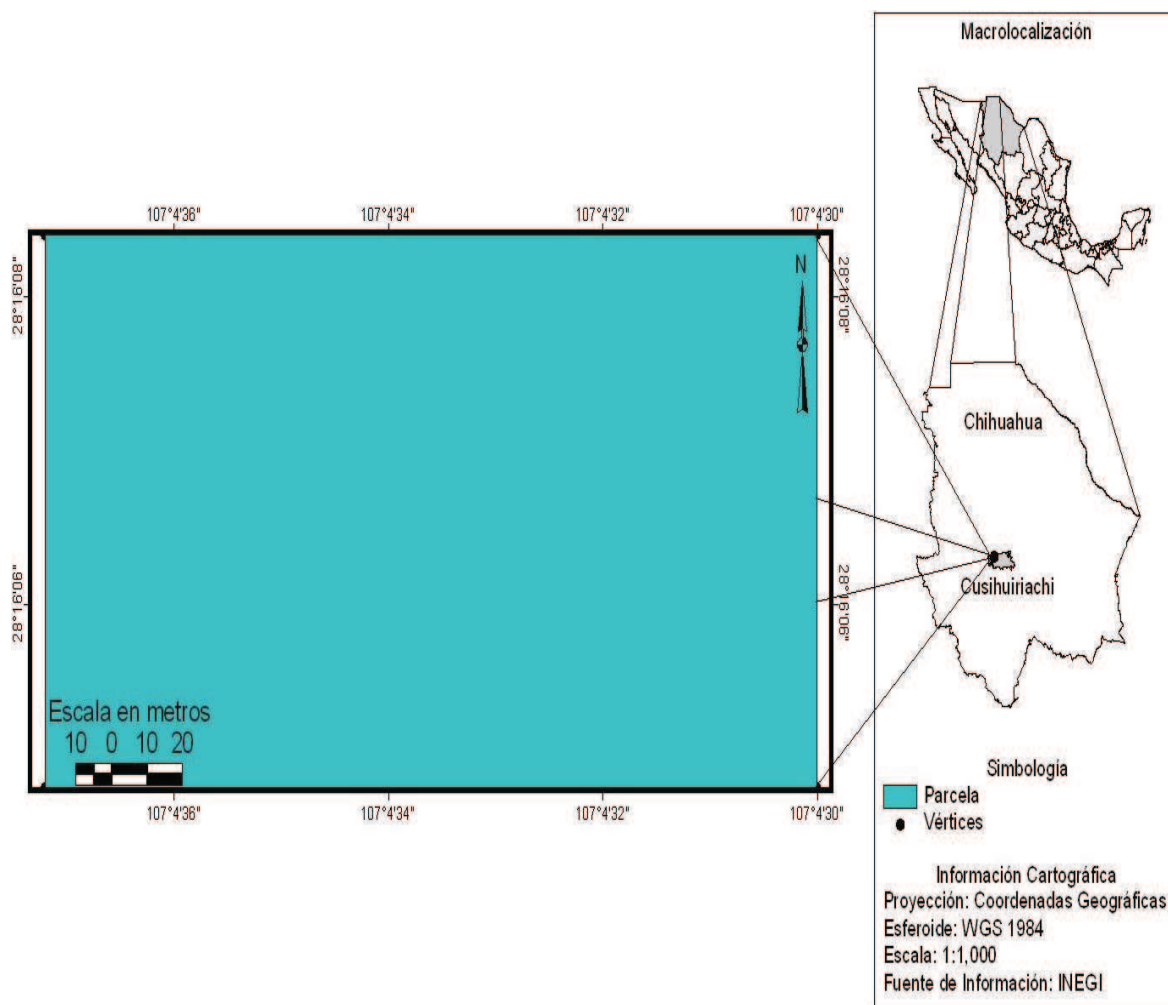 Macrolocalización
107°4'36" 107°4'34" 107°4'32" 107°4'30"
28°16'08"
28°16'08"
N
Chihuahua
28°16'06"
28°16'06"
Cusihuiriachi
Escala en metros
10 0 10 20
107°4'36" 107°4'34" 107°4'32" 107°4'30"
Simbología
Parcela
Vértices
Información Cartográfica
Proyección: Coordenadas Geográficas
Esferoide: WGS 1984
Escala: 1:1,000
Fuente de Información: INEGI